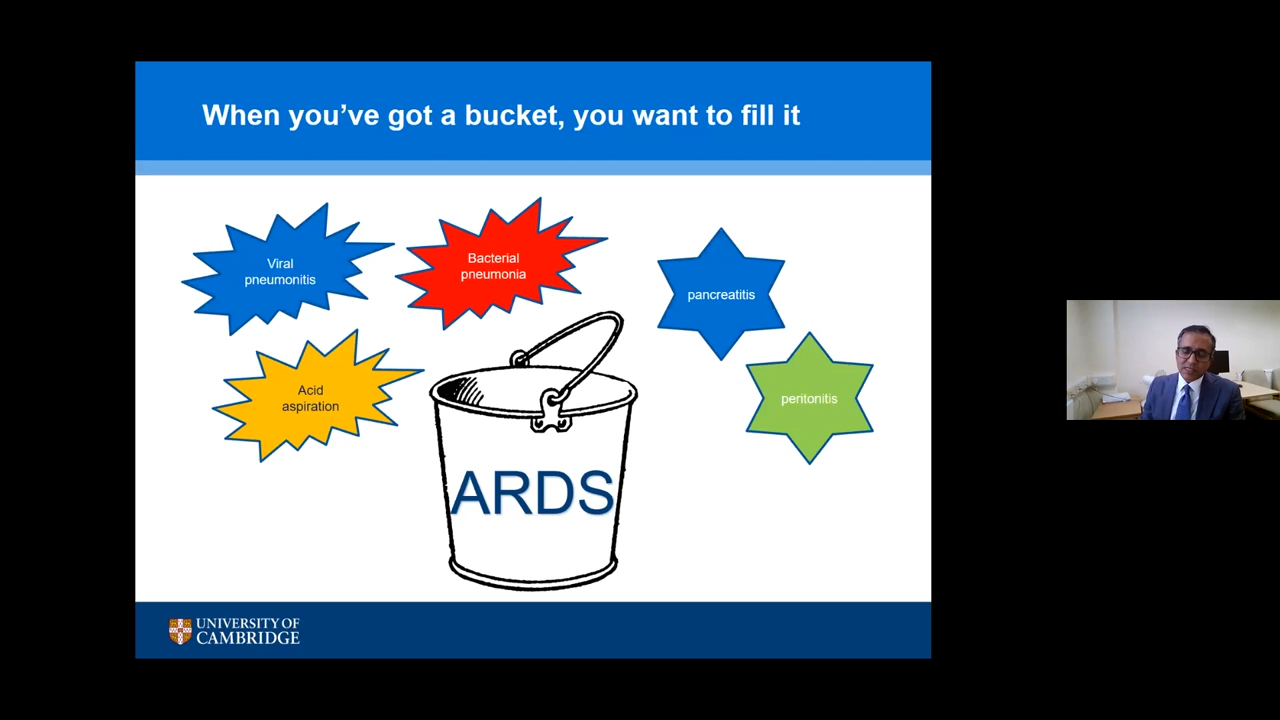 When you've got a bucket, you want to fill it
Viral
pneumonitis
Bacterial
pneumonia
pancreatitis
Acid
aspiration
peritonitis
ARDS
UNIVERSITY OF
CAMBRIDGE